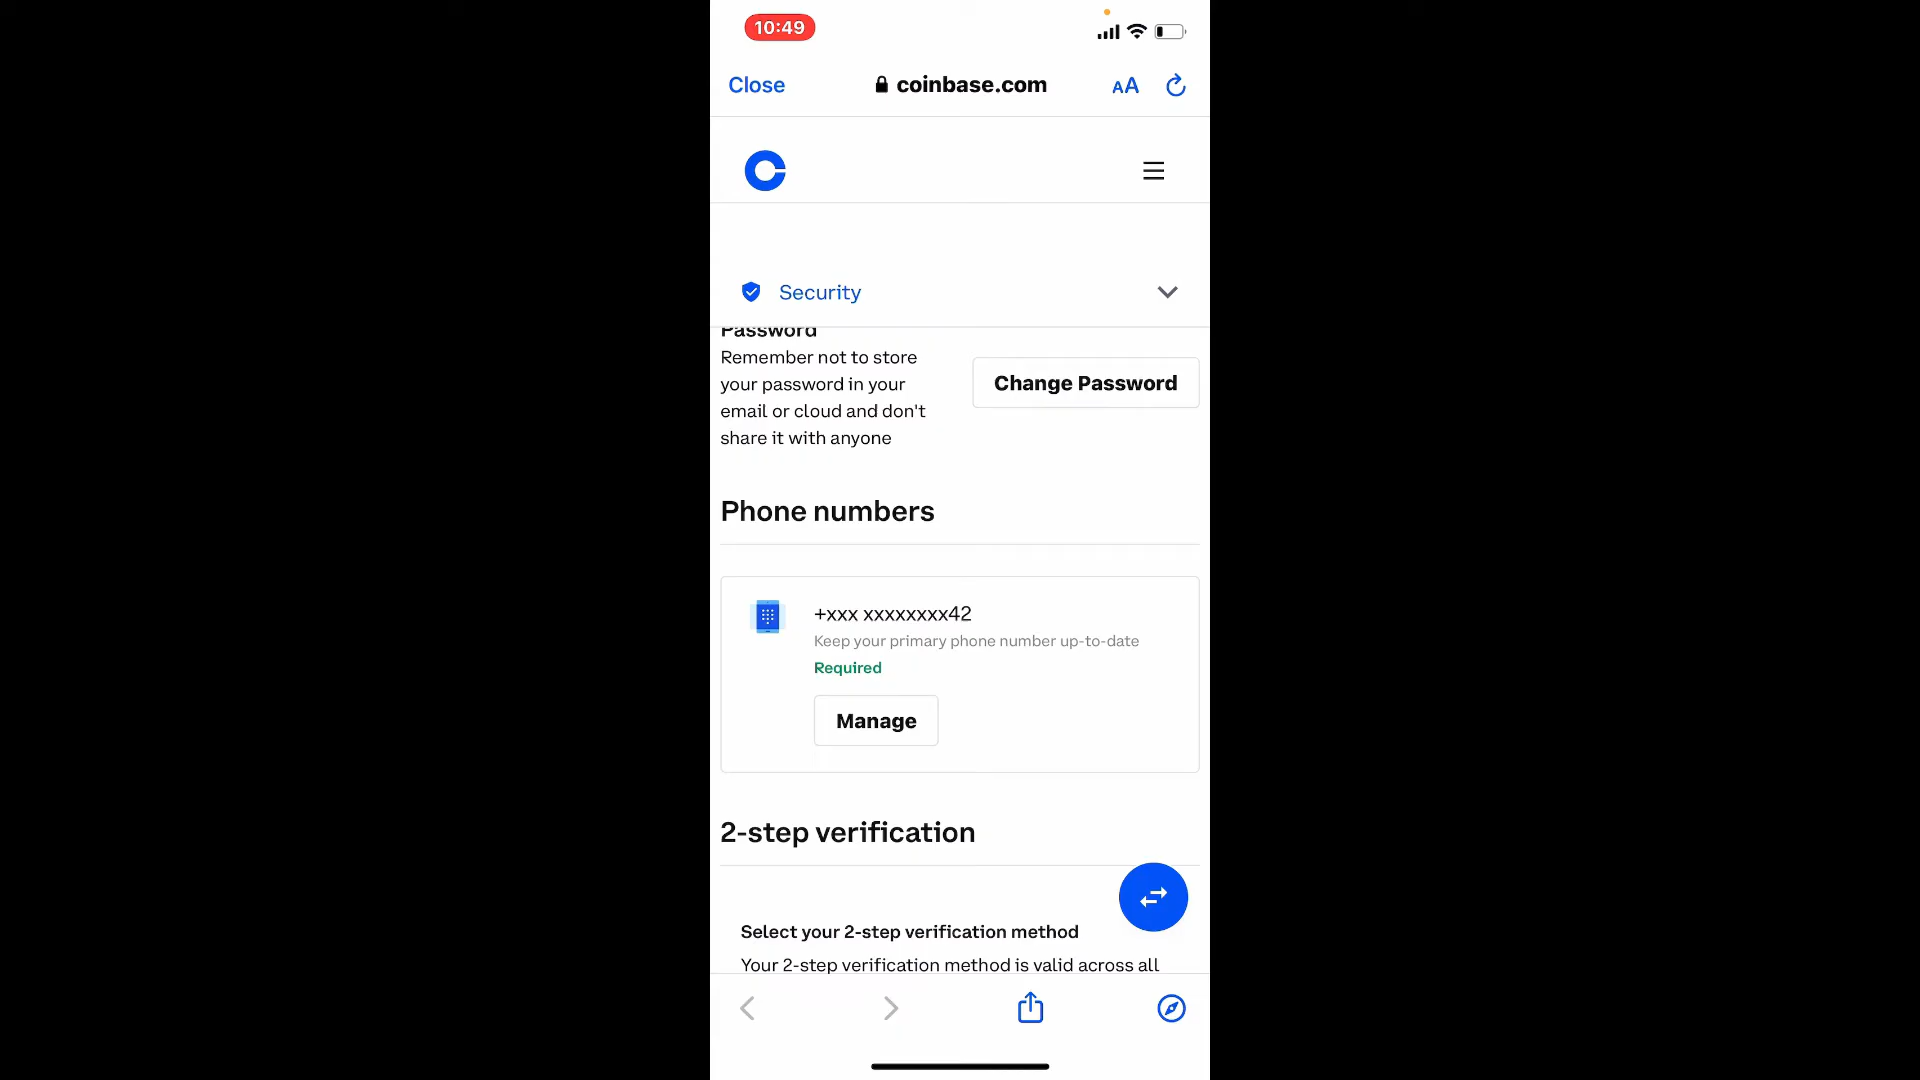 10:49
Close
coinbase.com
AA
Security
Password
Remember not to store
your password in your
email or cloud and don't
share it with anyone
Change Password
Phone numbers
+xxx xxxxxxxx42
Keep your primary phone number up-to-date
Required
Manage
2-step verification
Select your 2-step verification method
Your 2-step verification method is valid across all